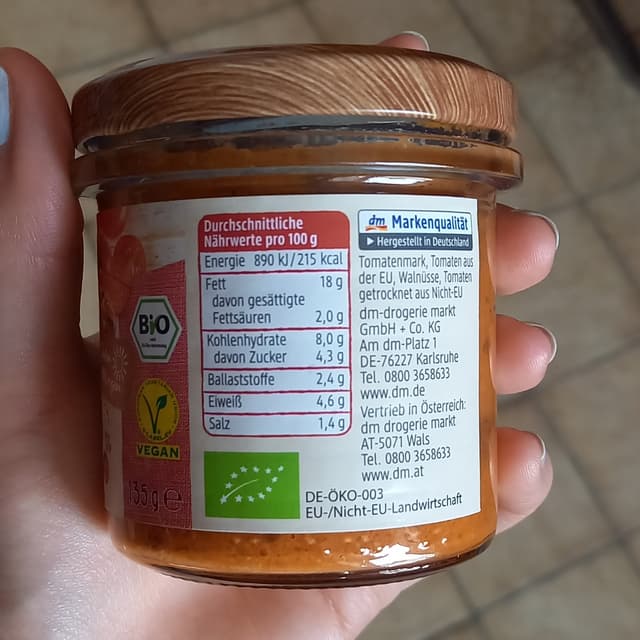 Durchschnittliche
Nährwerte pro 100 g
Energie 890 kJ/215 kcal
Fett 18 g
davon gesättigte
Fettsäuren 2,0 g
Kohlenhydrate 8,0 g
davon Zucker 4,3 g
Ballaststoffe 2,4 g
Eiweiß 4,6 g
Salz 1,4 g
dm Markenqualität
Hergestellt in Deutschland
Tomatenmark, Tomaten aus
der EU, Walnüsse, Tomaten
getrocknet aus Nicht-EU
dm-drogerie markt
GmbH + Co. KG
Am dm-Platz 1
DE-76227 Karlsruhe
Tel. 0800 3658633
www.dm.de
Vertrieb in Österreich:
dm drogerie markt
AT-5071 Wals
Tel. 0800 3658633
www.dm.at
BIO
VEGAN
135 g e
DE-ÖKO-003
EU-/Nicht-EU-Landwirtschaft